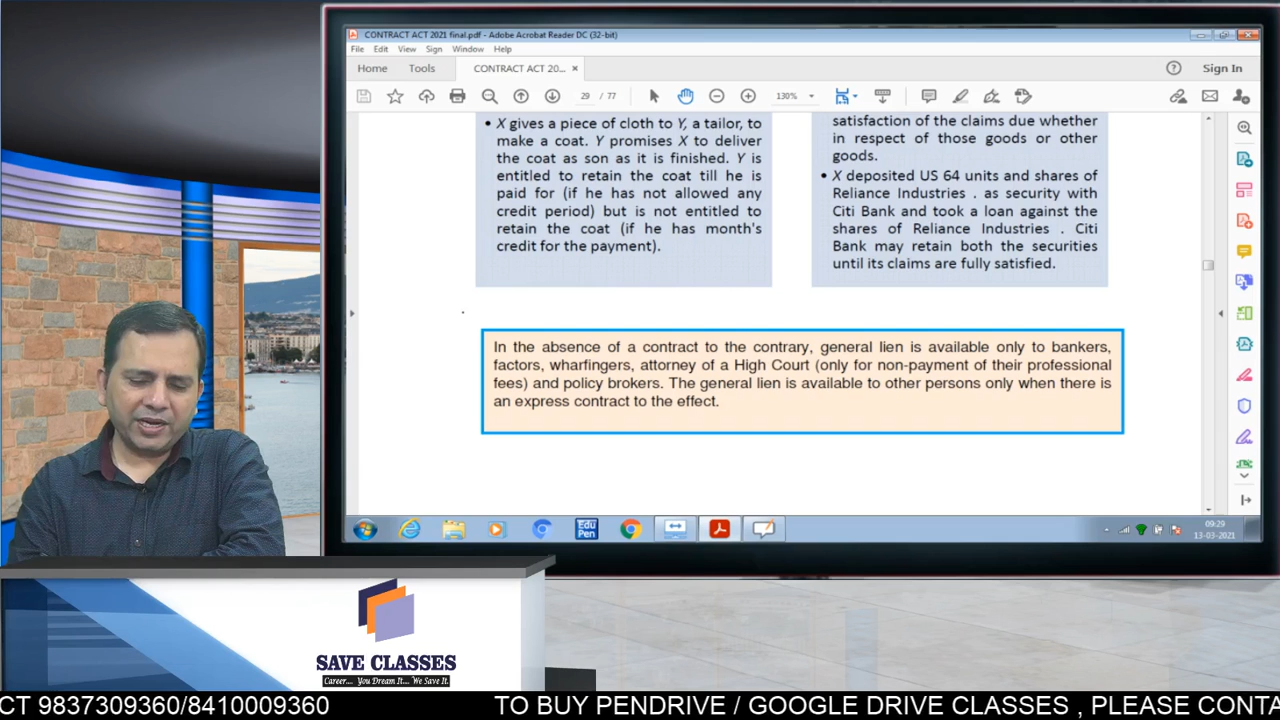 CONTRACT ACT 2021 final.pdf - Adobe Acrobat Reader DC (32-bit)
File Edit View Sign Window Help
Home Tools CONTRACT ACT 20... × Sign In
29 / 77 130%
• X gives a piece of cloth to Y, a tailor, to
make a coat. Y promises X to deliver
the coat as son as it is finished. Y is
entitled to retain the coat till he is
paid for (if he has not allowed any
credit period) but is not entitled to
retain the coat (if he has month's
credit for the payment).
satisfaction of the claims due whether
in respect of those goods or other
goods.
• X deposited US 64 units and shares of
Reliance Industries . as security with
Citi Bank and took a loan against the
shares of Reliance Industries . Citi
Bank may retain both the securities
until its claims are fully satisfied.
In the absence of a contract to the contrary, general lien is available only to bankers,
factors, wharfingers, attorney of a High Court (only for non-payment of their professional
fees) and policy brokers. The general lien is available to other persons only when there is
an express contract to the effect.
Edu
Pen
09:29
13-03-2021
SAVE CLASSES
Career.... You Dream It... We Save It.
CT 9837309360/8410009360 TO BUY PENDRIVE / GOOGLE DRIVE CLASSES , PLEASE CONTA